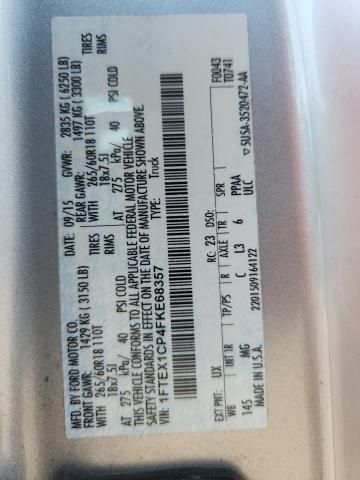 MFD. BY FORD MOTOR CO.
DATE: 09/15 GVWR: 2835 KG ( 6250 LB)
FRONT GAWR: 1429 KG ( 3150 LB) REAR GAWR: 1497 KG ( 3300 LB)
WITH 265/60R18 110T TIRES WITH 265/60R18 110T TIRES
18x7.5J RIMS 18x7.5J RIMS
AT 275 kPa/ 40 PSI COLD AT 275 kPa/ 40 PSI COLD
THIS VEHICLE CONFORMS TO ALL APPLICABLE FEDERAL MOTOR VEHICLE
SAFETY STANDARDS IN EFFECT ON THE DATE OF MANUFACTURE SHOWN ABOVE.
VIN: 1FTEX1CP4FKE68357
TYPE: Truck
F0043
T0741
EXT PNT: UX RC: 23 DSO:
WB INT TR TP/PS R AXLE TR SPR
145 MG C L3 6 PPAA
ULC
MADE IN U.S.A. 2201509164122 5U5A-3520472-AA